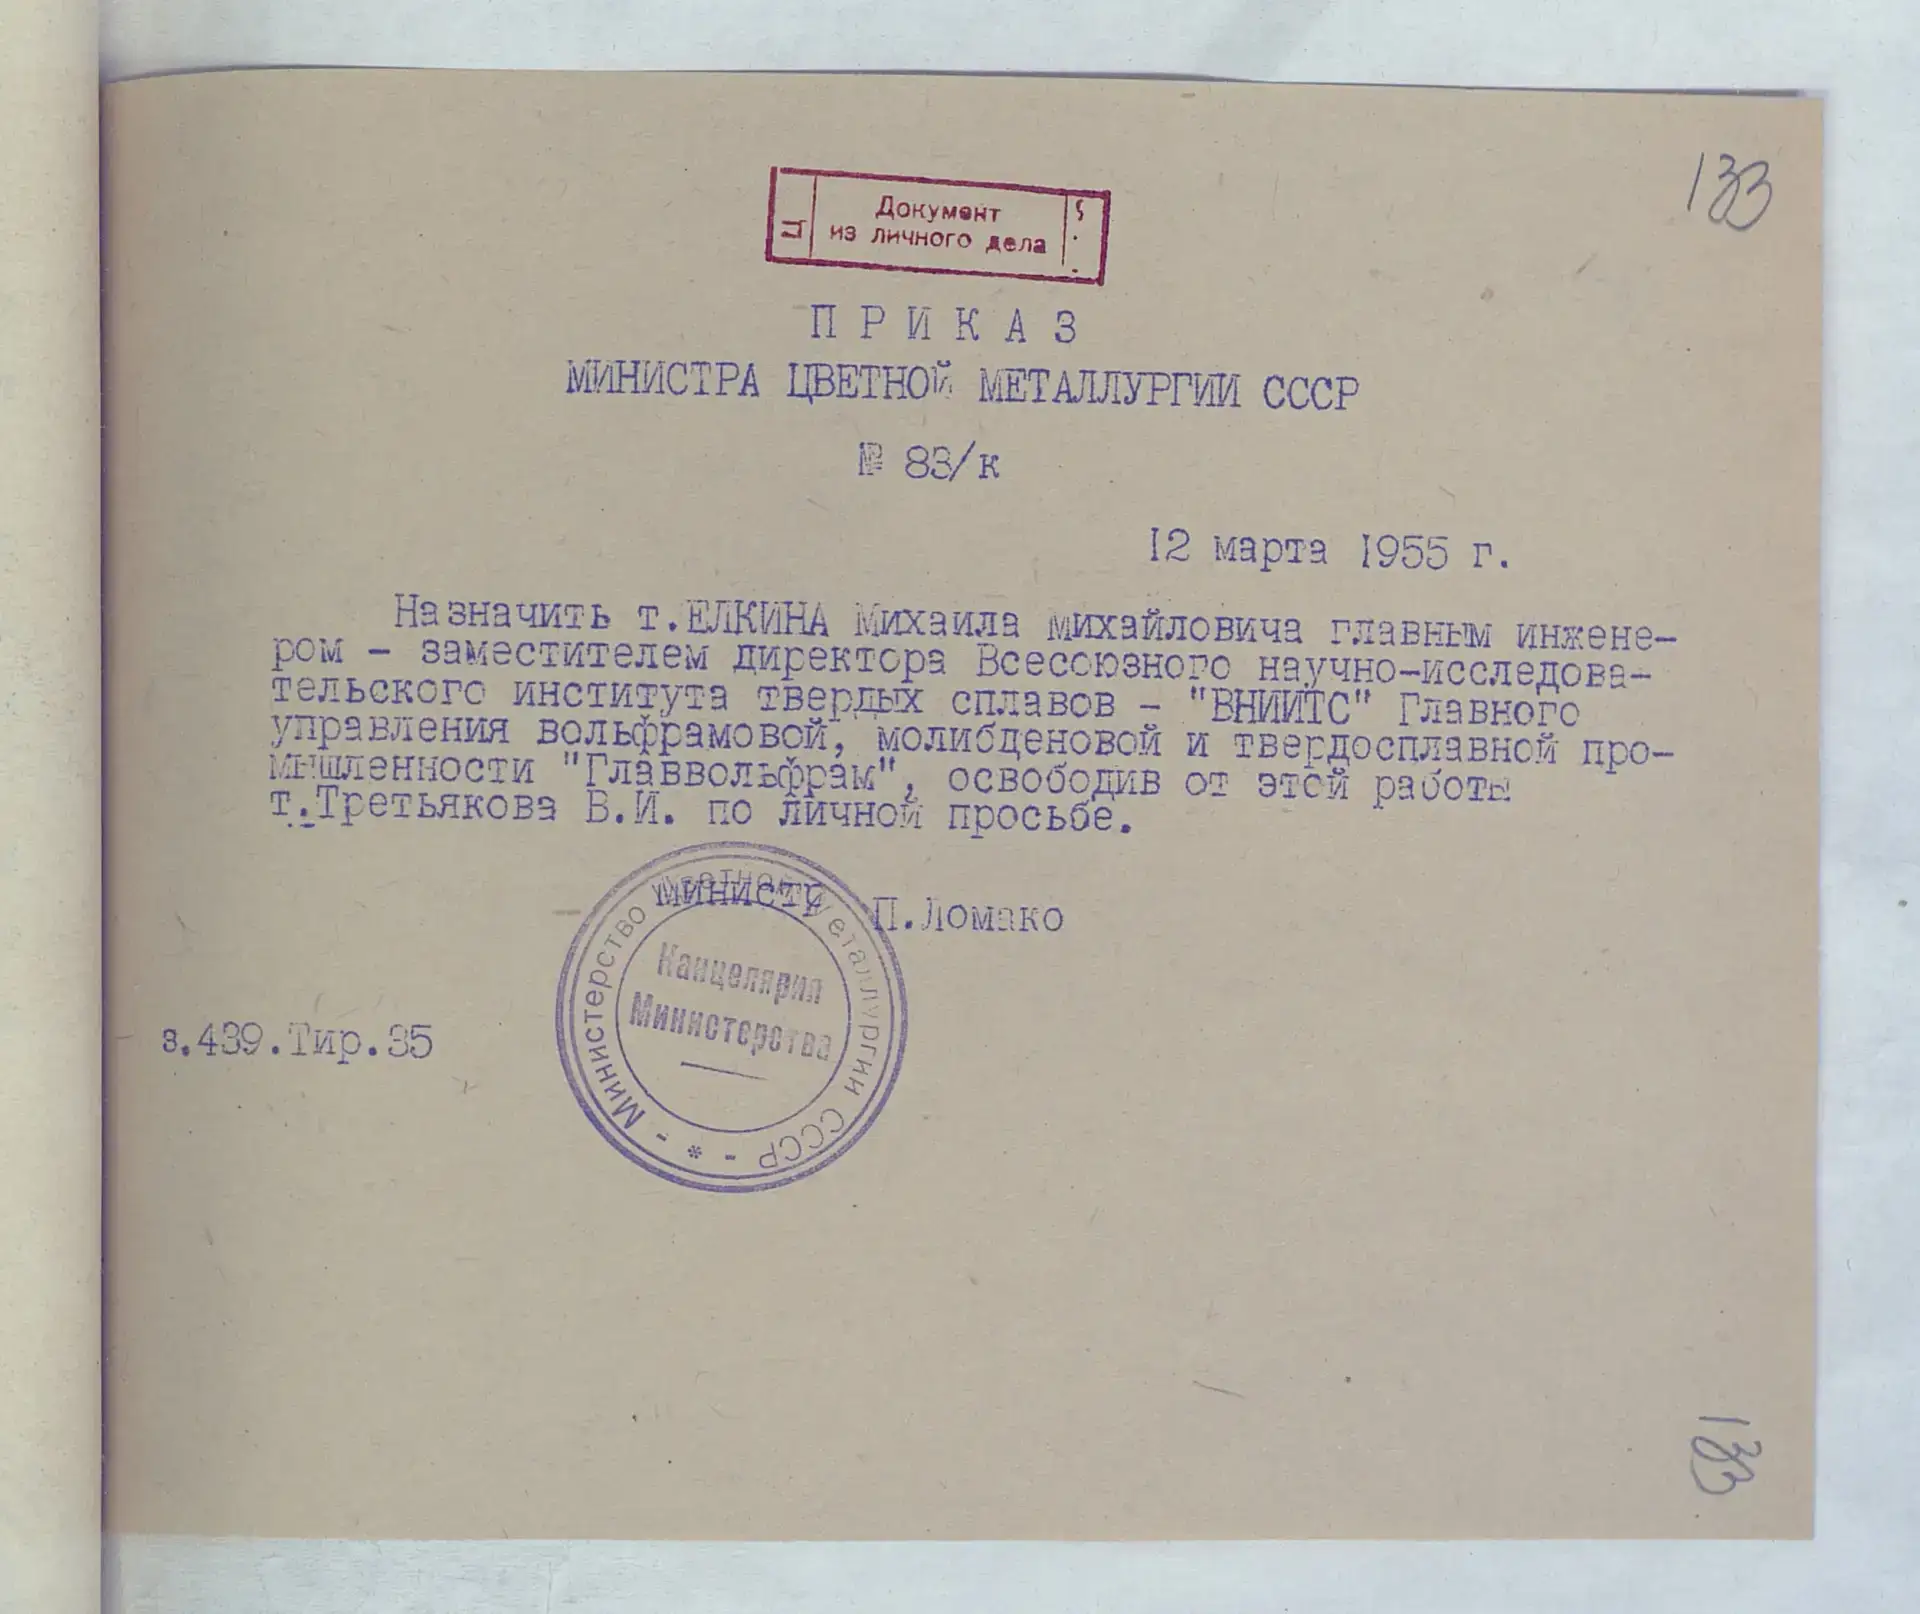 133
Документ
из личного дела
ПРИКАЗ
МИНИСТРА ЦВЕТНОЙ МЕТАЛЛУРГИИ СССР
№ 83/к
12 марта 1955 г.
Назначить т.ЕЛКИНА Михаила Михайловича главным инжене-
ром - заместителем директора Всесоюзного научно-исследова-
тельского института твердых сплавов - "ВНИИТС" Главного
управления вольфрамовой, молибденовой и твердосплавной про-
мышленности "Главвольфрам", освободив от этой работы
т.Третьякова В.И. по личной просьбе.
Министр П.Ломако
Министерство цветной металлургии СССР - * -
Канцелярия
Министерства
з.439.Тир.35
133